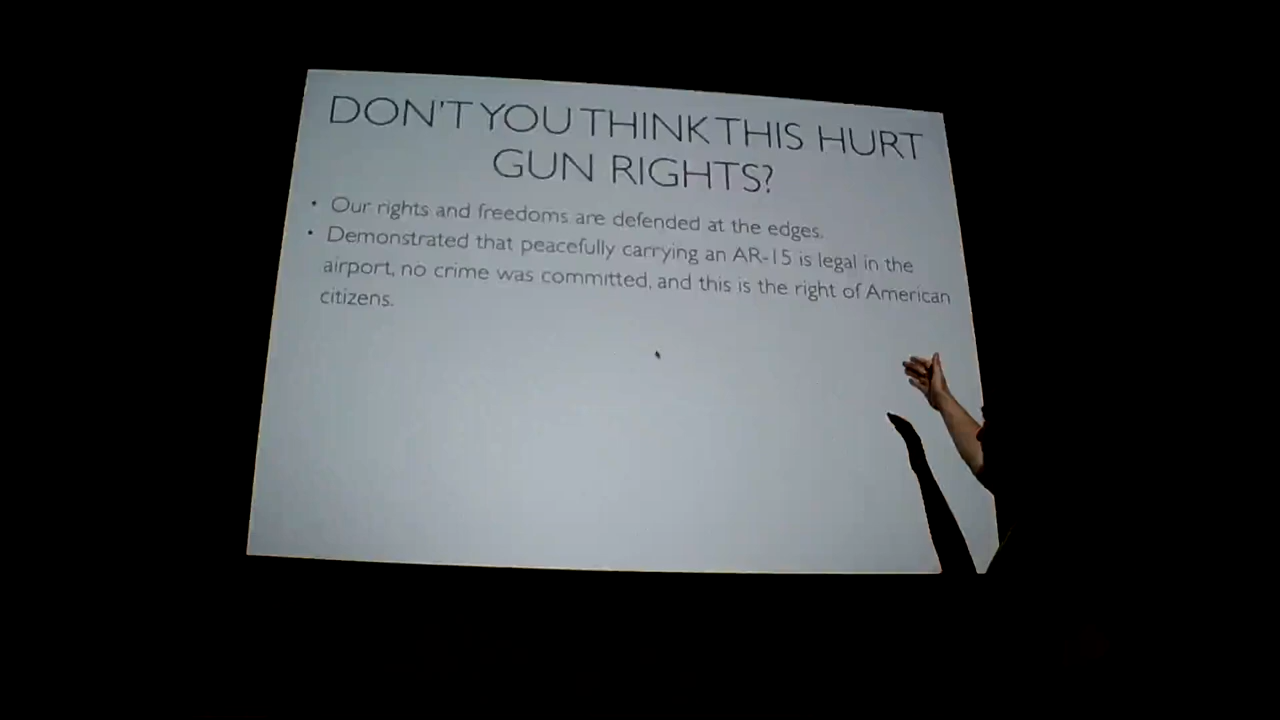 DON'T YOU THINK THIS HURT
GUN RIGHTS?
• Our rights and freedoms are defended at the edges.
• Demonstrated that peacefully carrying an AR-15 is legal in the
airport, no crime was committed, and this is the right of American
citizens.